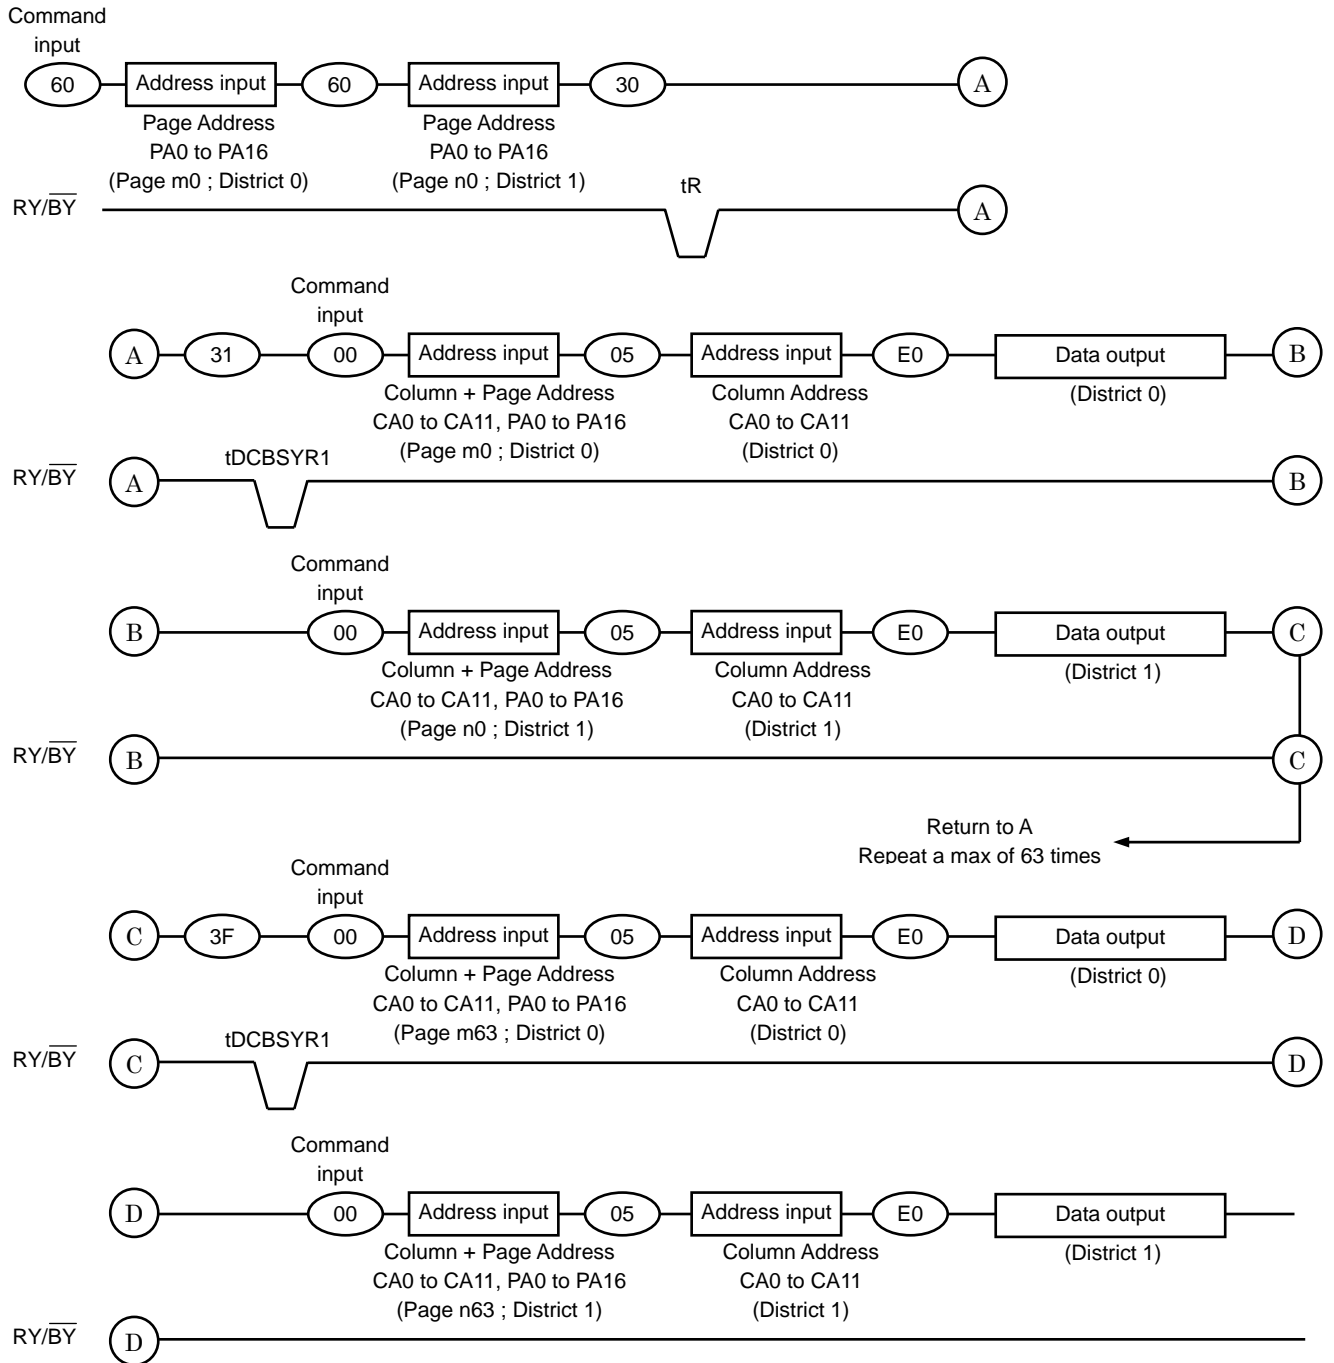 Command
input
60 Address input 60 Address input 30 A
Page Address
PA0 to PA16
(Page m0 ; District 0)
Page Address
PA0 to PA16
(Page n0 ; District 1)
tR
RY/BY A
Command
input
A 31 00 Address input 05 Address input E0 Data output B
Column + Page Address
CA0 to CA11, PA0 to PA16
(Page m0 ; District 0)
Column Address
CA0 to CA11
(District 0)
(District 0)
tDCBSYR1
RY/BY A B
Command
input
B 00 Address input 05 Address input E0 Data output C
Column + Page Address
CA0 to CA11, PA0 to PA16
(Page n0 ; District 1)
Column Address
CA0 to CA11
(District 1)
(District 1)
RY/BY B C
Return to A
Repeat a max of 63 times
Command
input
C 3F 00 Address input 05 Address input E0 Data output D
Column + Page Address
CA0 to CA11, PA0 to PA16
(Page m63 ; District 0)
Column Address
CA0 to CA11
(District 0)
(District 0)
tDCBSYR1
RY/BY C D
Command
input
D 00 Address input 05 Address input E0 Data output
Column + Page Address
CA0 to CA11, PA0 to PA16
(Page n63 ; District 1)
Column Address
CA0 to CA11
(District 1)
(District 1)
RY/BY D